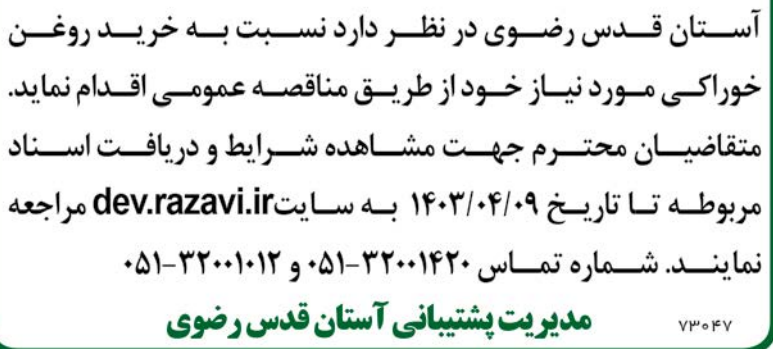 آستان قدس رضوی در نظر دارد نسبت به خرید روغن
خوراکی مورد نیاز خود از طریق مناقصه عمومی اقدام نماید.
متقاضیان محترم جهت مشاهده شرایط و دریافت اسناد
مربوطه تا تاریخ ۱۴۰۳/۰۴/۰۹ به سایت dev.razavi.ir مراجعه
نمایند. شماره تماس ۳۲۰۰۱۴۲۰-۰۵۱ و ۳۲۰۰۱۰۱۲-۰۵۱
مدیریت پشتیبانی آستان قدس رضوی
۷۳۰۴۷